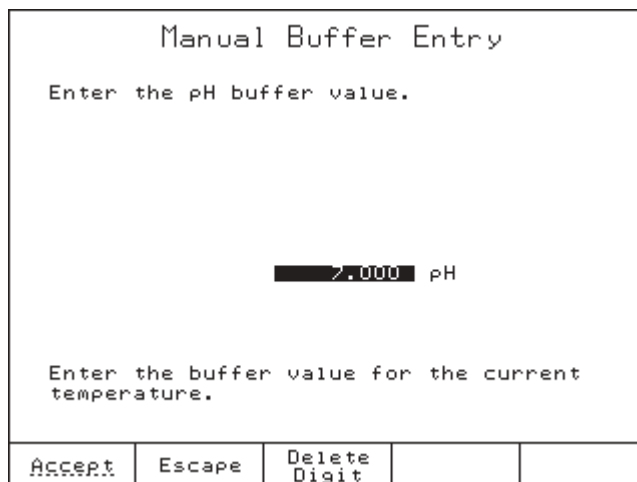 Manual Buffer Entry
Enter the pH buffer value.
7.000 pH
Enter the buffer value for the current
temperature.
Accept Escape Delete Digit